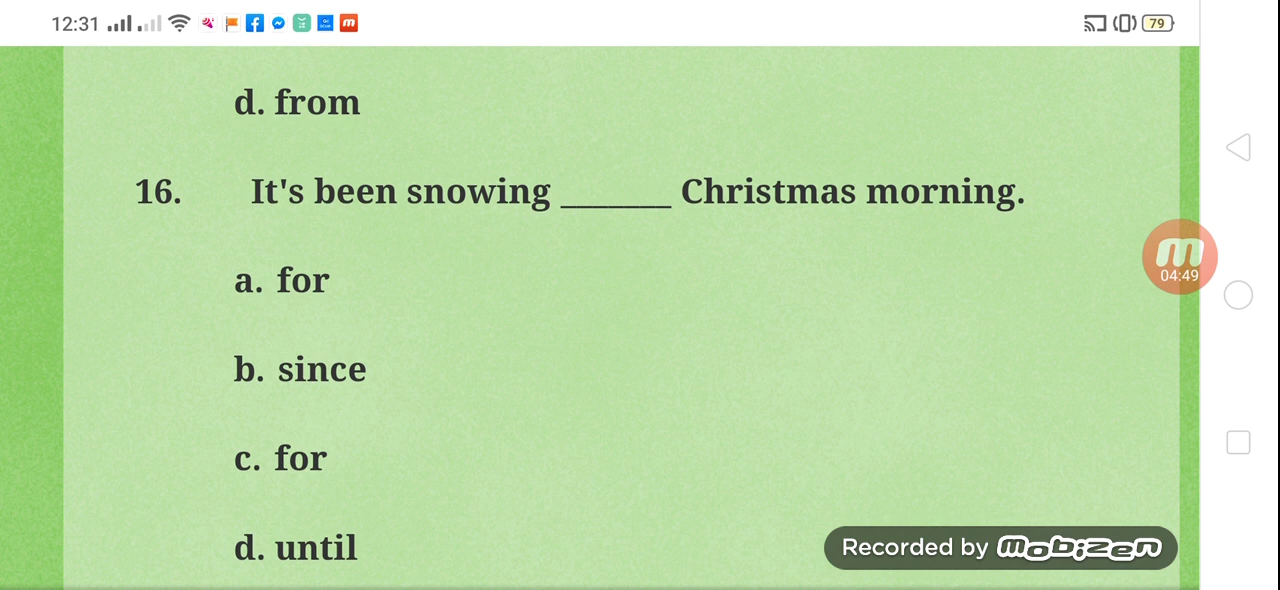 12:31
79
d. from
16. It's been snowing _______ Christmas morning.
a. for
04:49
b. since
c. for
d. until
Recorded by Mobizen